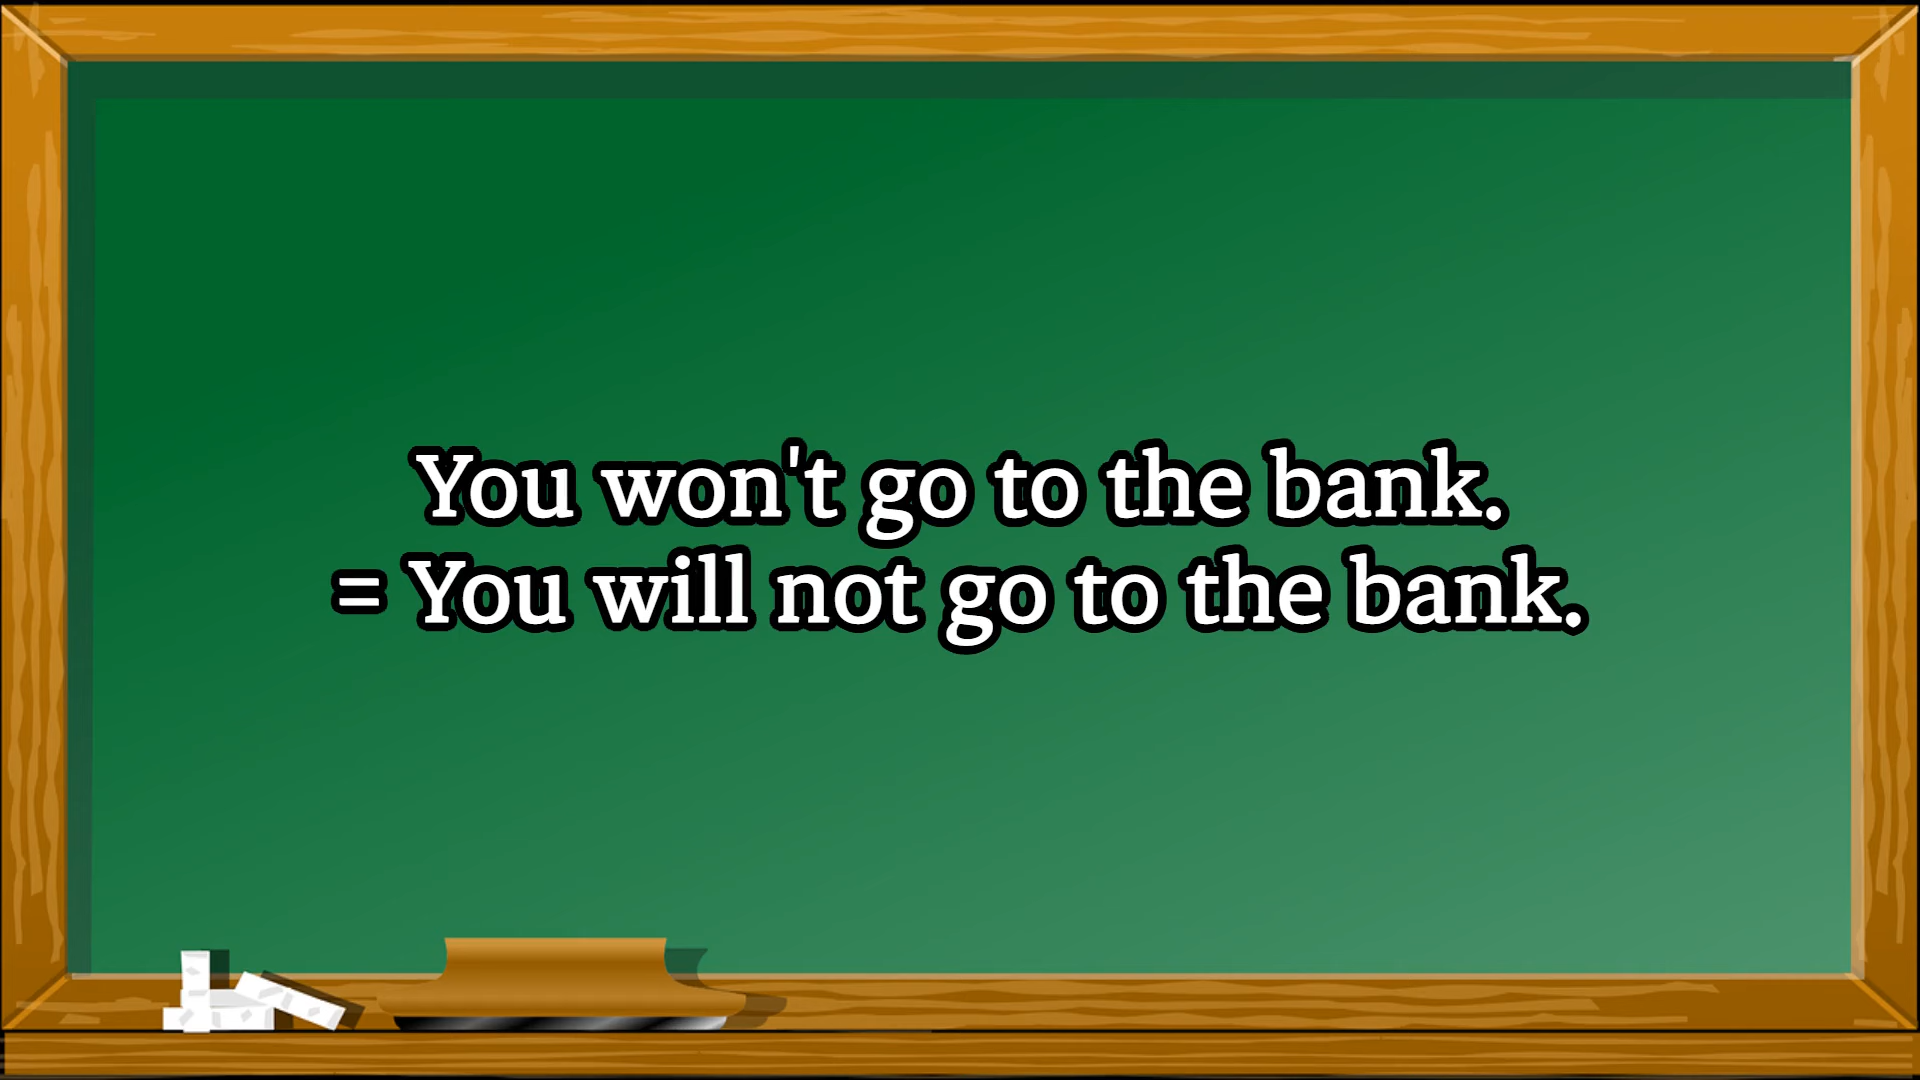 You won't go to the bank.
= You will not go to the bank.